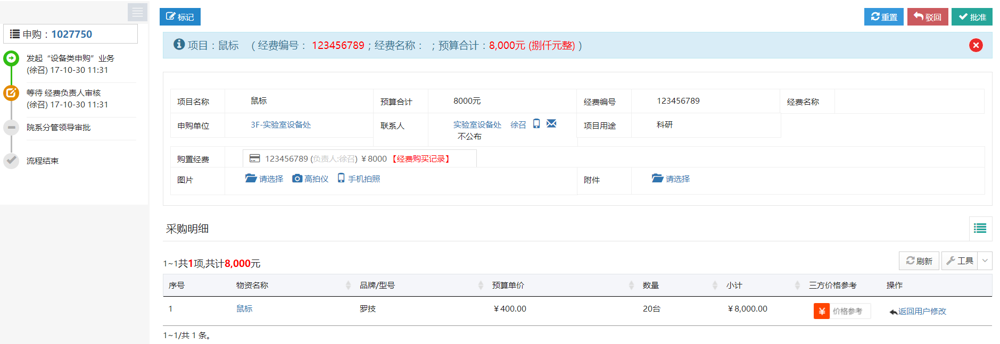 标记
重置 驳回 批准
申购：1027750
发起“设备类申购”业务
(徐召) 17-10-30 11:31
等待 经费负责人审核
(徐召) 17-10-30 11:31
院系分管领导审批
流程结束
项目：鼠标 （ 经费编号： 123456789；经费名称： ；预算合计：8,000元 (捌仟元整) ）
项目名称 鼠标 预算合计 8000元 经费编号 123456789 经费名称
申购单位 3F-实验室设备处 联系人 实验室设备处 徐召 项目用途 科研
不公布
购置经费 123456789 (负责人:徐召) ￥8000 【经费购买记录】
图片 请选择 高拍仪 手机拍照 附件 请选择
采购明细
1~1共1项,共计8,000元
刷新 工具
序号 物资名称 品牌/型号 预算单价 数量 小计 三方价格参考 操作
1 鼠标 罗技 ￥400.00 20台 ￥8,000.00 ¥ 价格参考 返回用户修改
1~1/共 1 条。